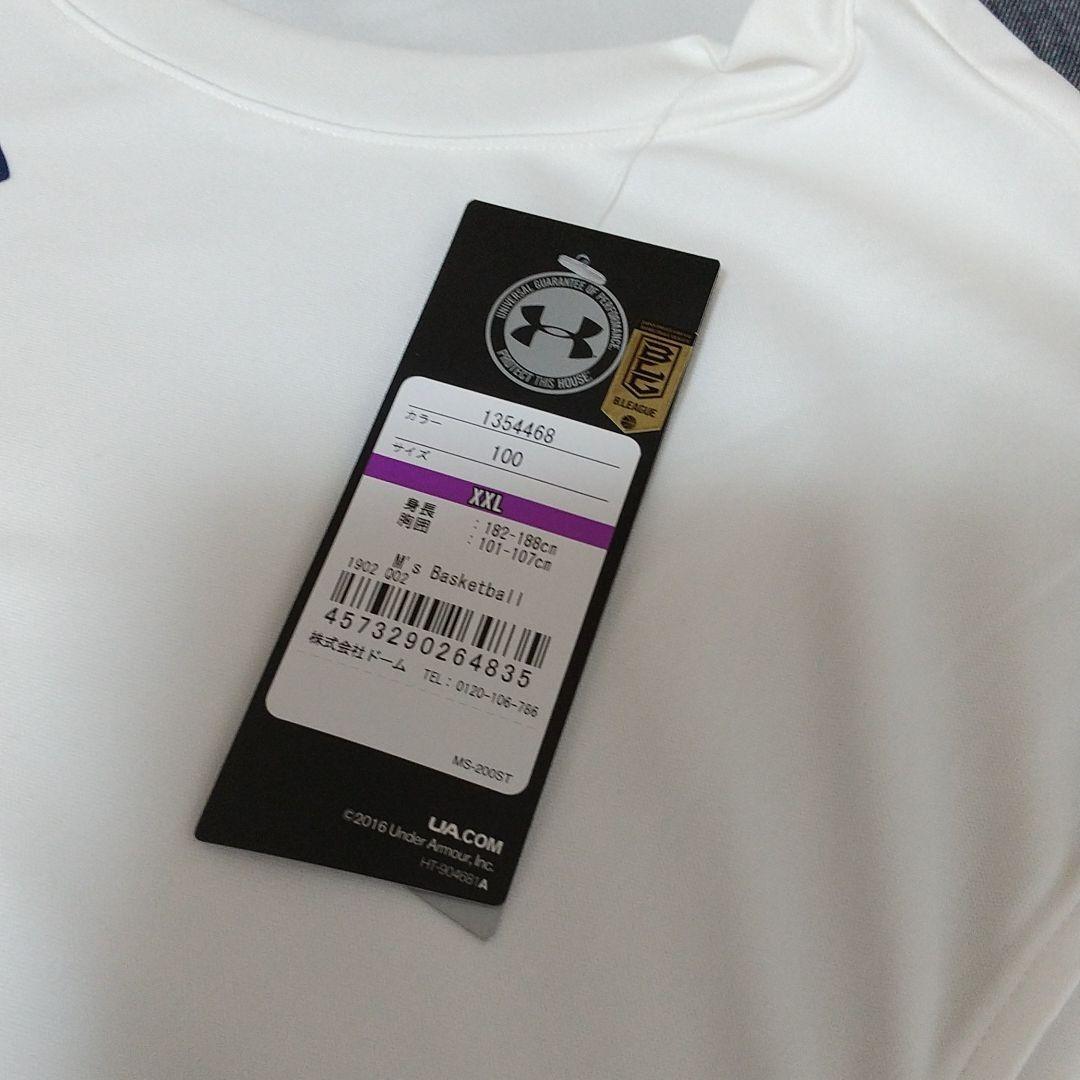 UNIVERSAL GUARANTEE OF PERFORMANCE.
PROTECT THIS HOUSE.
B.LEAGUE
1354468
カラー 100
サイズ
XXL
身長 : 182-188cm
胸囲 : 101-107cm
M's Basketball
1902 002
4573290264835
株式会社ドーム TEL: 0120-106-786
MS-200ST
UA.COM
©2016 Under Armour, Inc.
HT-904681A